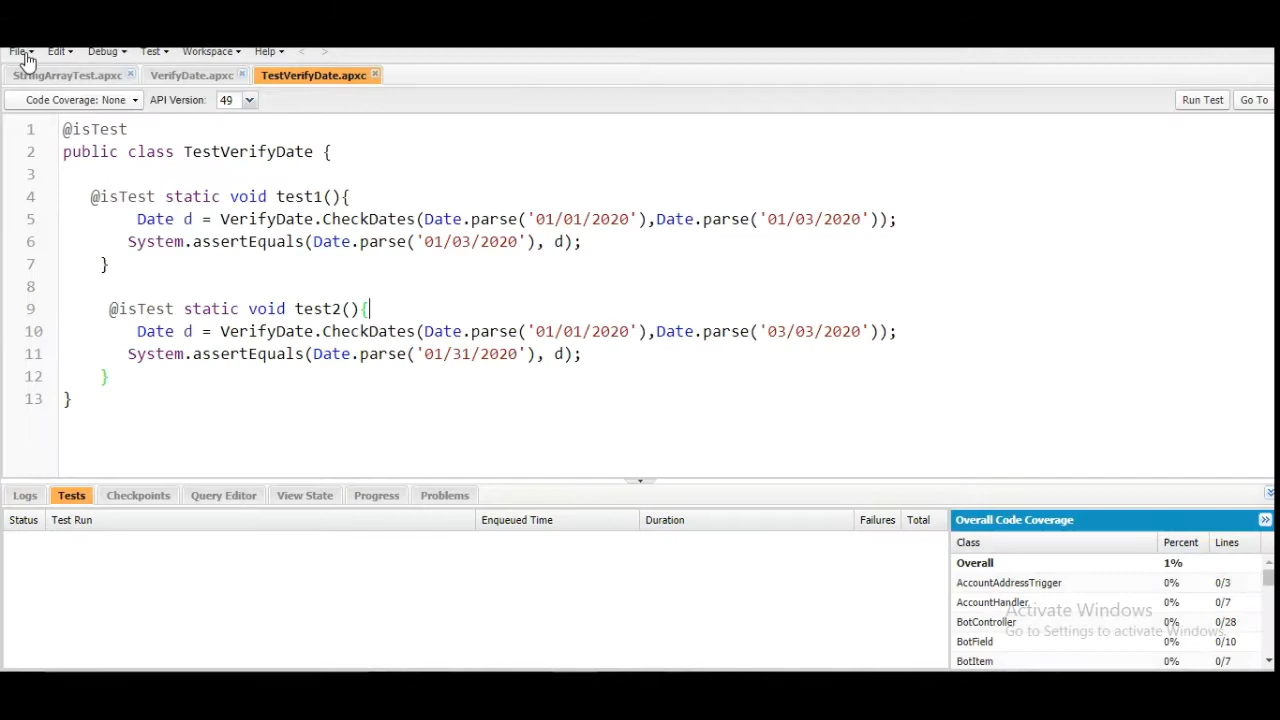 File Edit Debug Test Workspace Help < >
StringArrayTest.apxc VerifyDate.apxc TestVerifyDate.apxc
Code Coverage: None API Version: 49 Run Test Go To
1 @isTest
2 public class TestVerifyDate {
3
4 @isTest static void test1(){
5 Date d = VerifyDate.CheckDates(Date.parse('01/01/2020'),Date.parse('01/03/2020'));
6 System.assertEquals(Date.parse('01/03/2020'), d);
7 }
8
9 @isTest static void test2(){
10 Date d = VerifyDate.CheckDates(Date.parse('01/01/2020'),Date.parse('03/03/2020'));
11 System.assertEquals(Date.parse('01/31/2020'), d);
12 }
13 }
Logs Tests Checkpoints Query Editor View State Progress Problems
Status Test Run Enqueued Time Duration Failures Total
Overall Code Coverage
Class Percent Lines
Overall 1%
AccountAddressTrigger 0% 0/3
AccountHandler 0% 0/7
BotController 0% 0/28
BotField 0% 0/10
BotItem 0% 0/7
Activate Windows
Go to Settings to activate Windows.